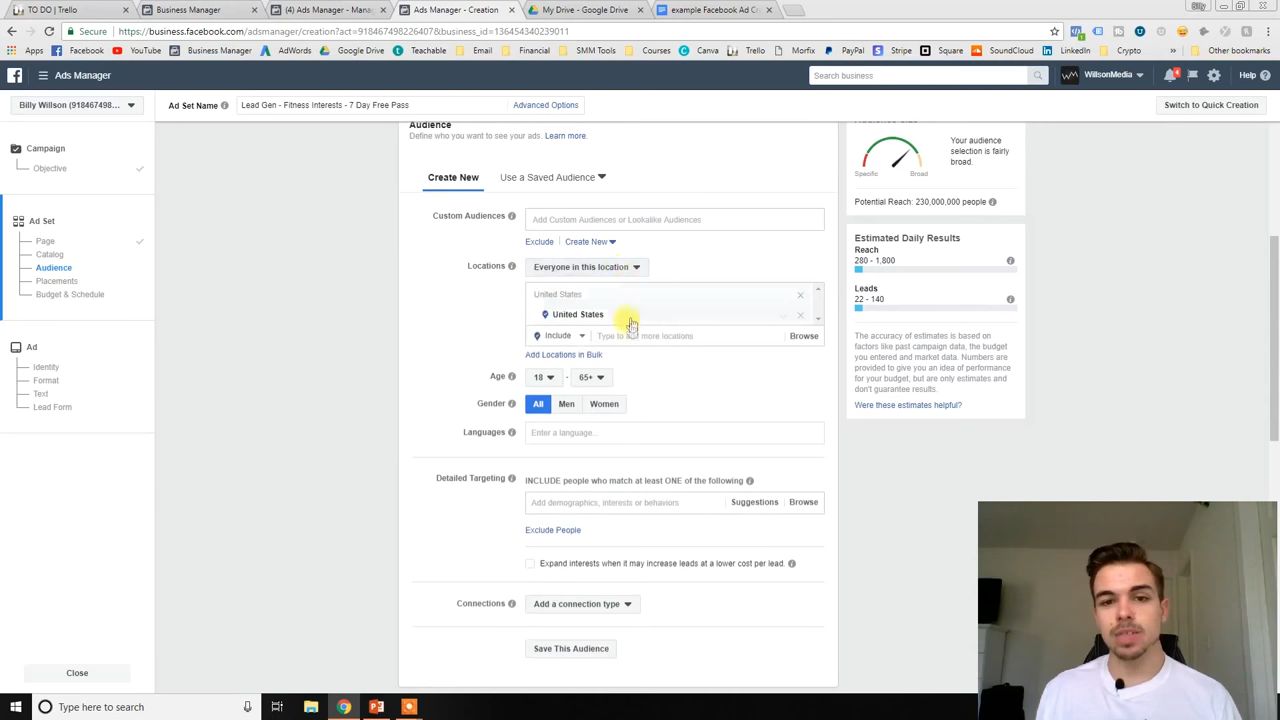 TO DO | Trello
Business Manager
(4) Ads Manager - Manag
Ads Manager - Creation
My Drive - Google Drive
example Facebook Ad Cr
Billy
https://business.facebook.com/adsmanager/creation?act=918467498226407&business_id=136454340239011
Apps
Facebook
YouTube
Business Manager
AdWords
Google Drive
Teachable
Email
Financial
SMM Tools
Courses
Canva
Trello
Morfix
PayPal
Stripe
Square
SoundCloud
LinkedIn
Crypto
Other bookmarks
Ads Manager
Search business
WillsonMedia
Help
Billy Willson (918467498...
Ad Set Name
Lead Gen - Fitness Interests - 7 Day Free Pass
Advanced Options
Switch to Quick Creation
Campaign
Objective
Ad Set
Page
Catalog
Audience
Placements
Budget & Schedule
Ad
Identity
Format
Text
Lead Form
Close
Audience
Define who you want to see your ads. Learn more.
Create New
Use a Saved Audience
Custom Audiences
Add Custom Audiences or Lookalike Audiences
Exclude | Create New
Locations
Everyone in this location
United States
United States
Include
Type to add more locations
Browse
Add Locations in Bulk
Age
18 - 65+
Gender
All Men Women
Languages
Enter a language...
Detailed Targeting
INCLUDE people who match at least ONE of the following
Add demographics, interests or behaviors
Suggestions
Browse
Exclude People
Expand interests when it may increase leads at a lower cost per lead.
Connections
Add a connection type
Save This Audience
Specific
Broad
Your audience
selection is fairly
broad.
Potential Reach: 230,000,000 people
Estimated Daily Results
Reach
280 - 1,800
Leads
22 - 140
The accuracy of estimates is based on
factors like past campaign data, the budget
you entered and market data. Numbers are
provided to give you an idea of performance
for your budget, but are only estimates and
don't guarantee results.
Were these estimates helpful?
Type here to search